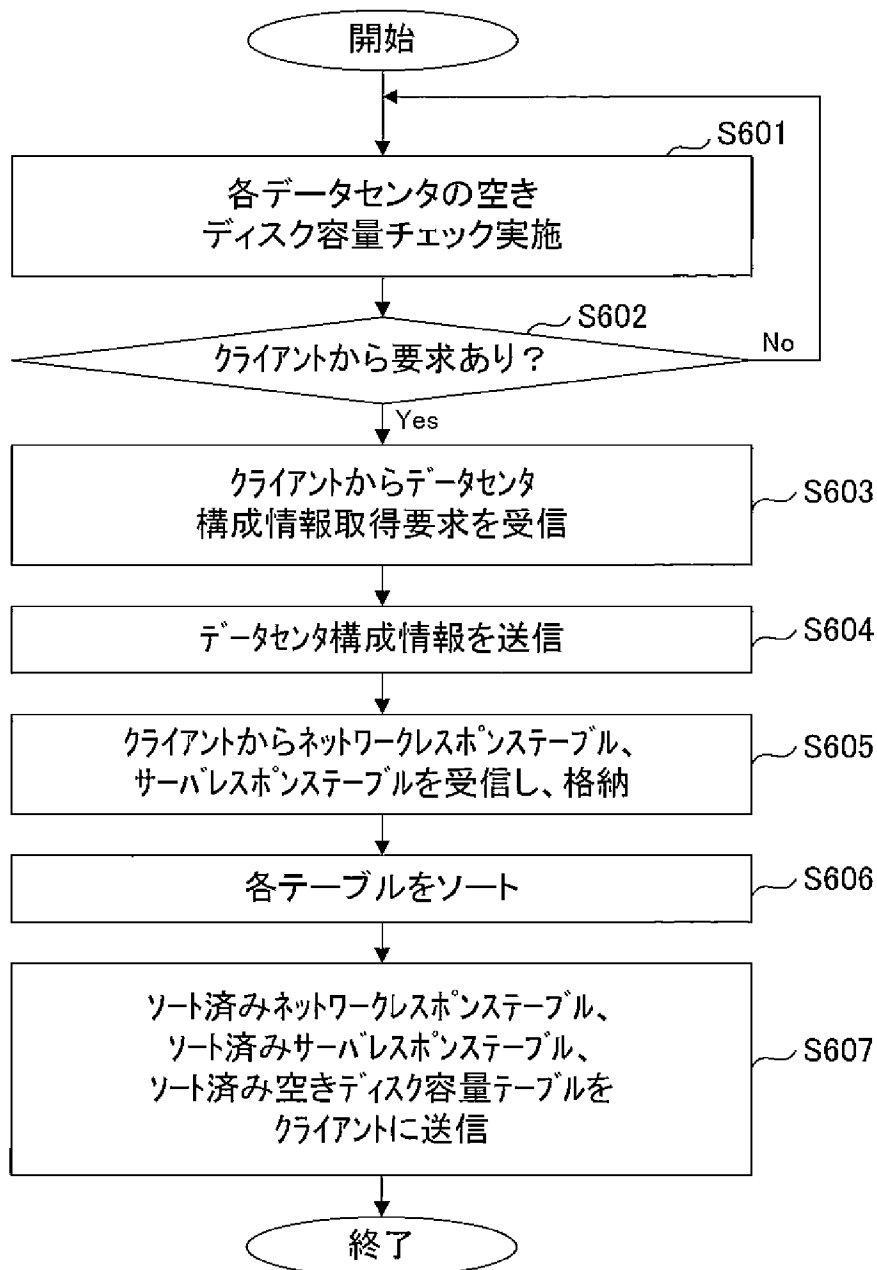 開始
S601
各データセンタの空き
ディスク容量チェック実施
S602
クライアントから要求あり？
No
Yes
クライアントからデータセンタ
構成情報取得要求を受信
S603
データセンタ構成情報を送信
S604
クライアントからネットワークレスポンステーブル、
サーバレスポンステーブルを受信し、格納
S605
各テーブルをソート
S606
ソート済みネットワークレスポンステーブル、
ソート済みサーバレスポンステーブル、
ソート済み空きディスク容量テーブルを
クライアントに送信
S607
終了